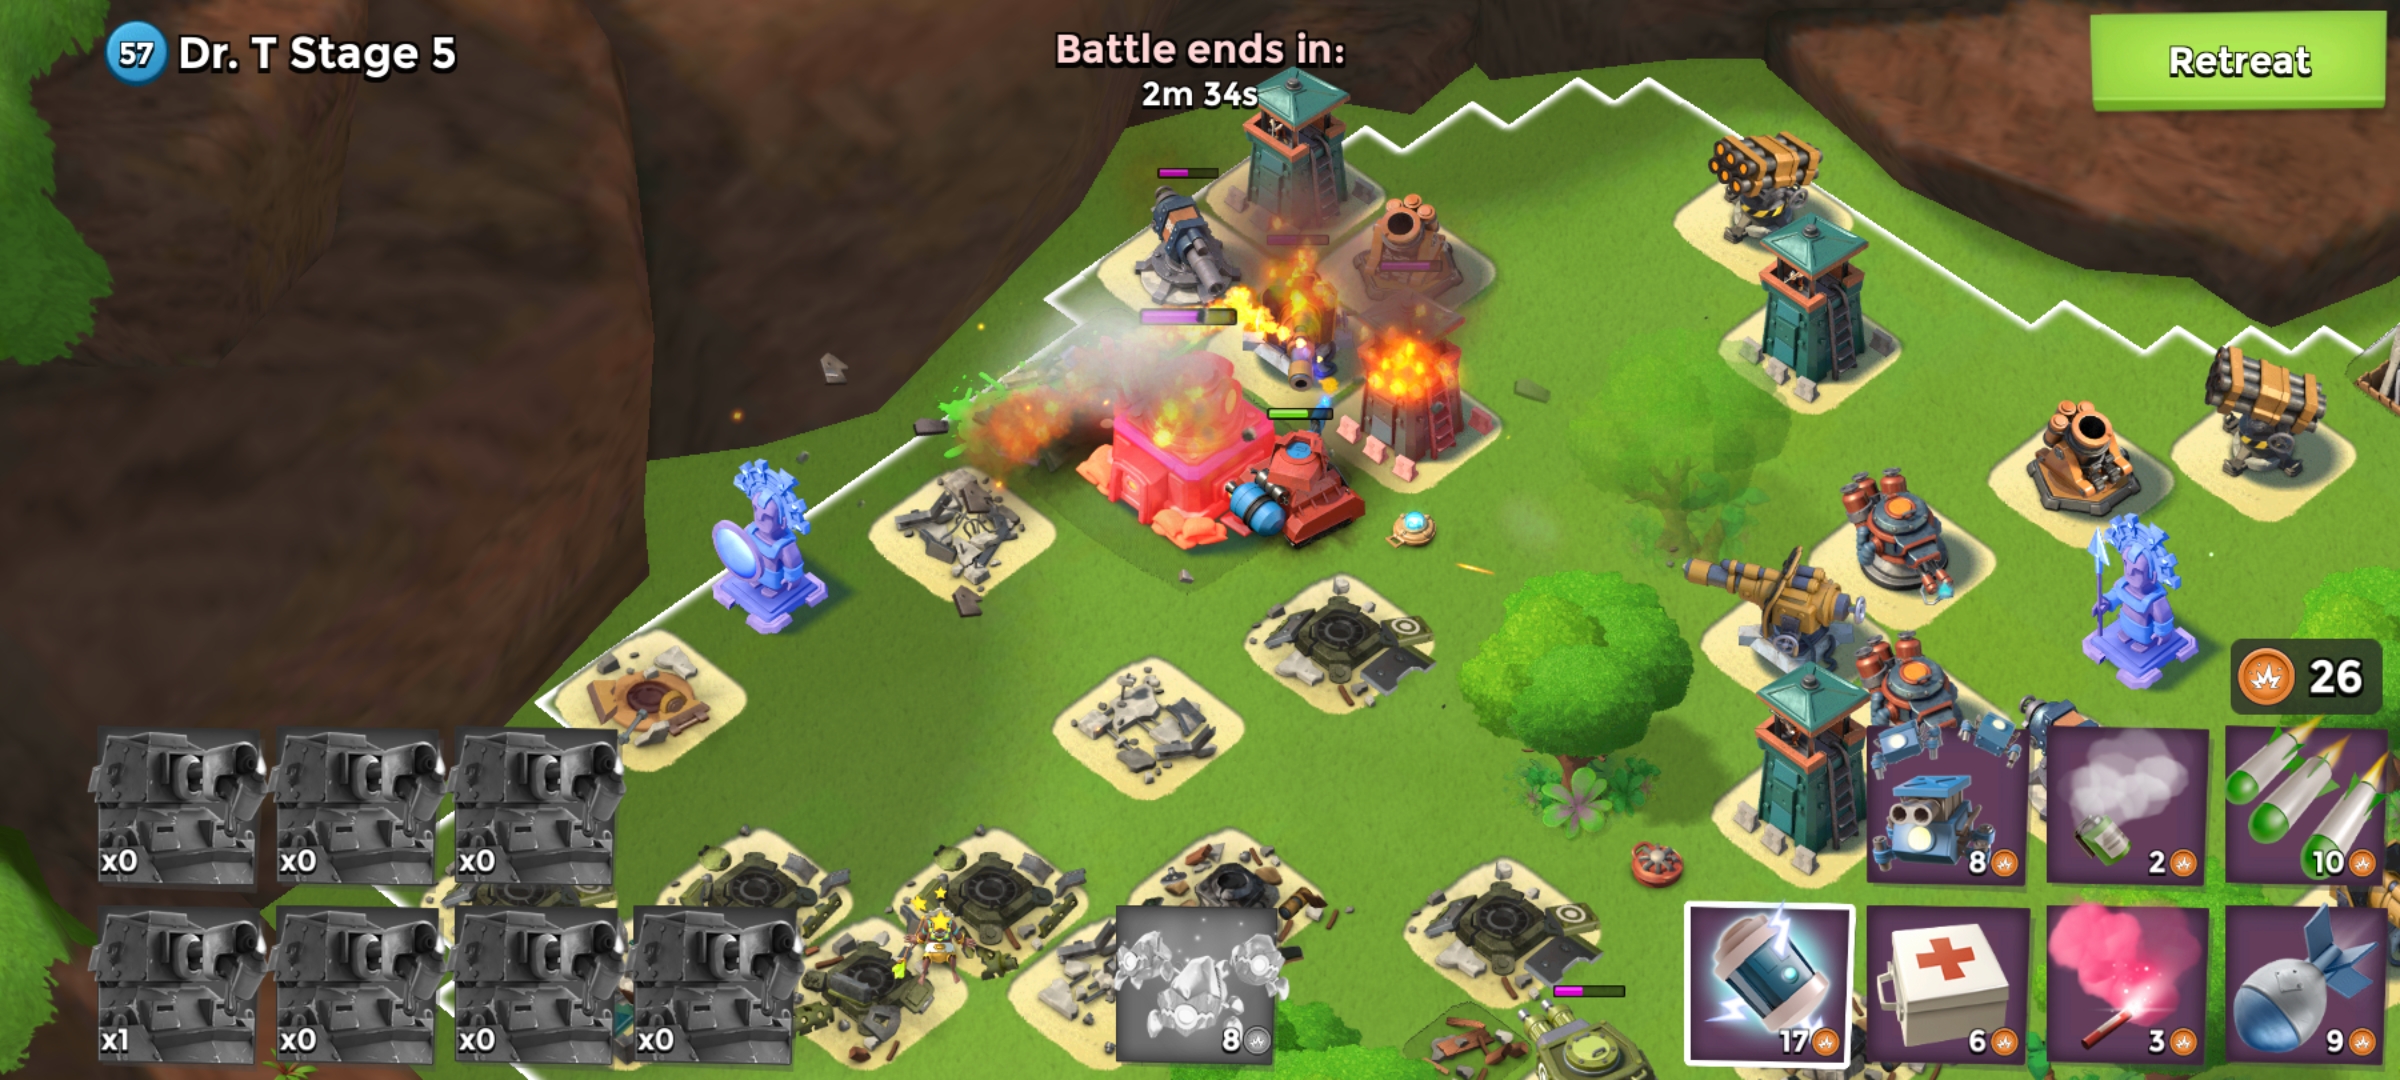 57 Dr. T Stage 5
Battle ends in:
2m 34s
Retreat
26
x0 x0 x0
8 2 10
x1 x0 x0 x0
8
17 6 3 9